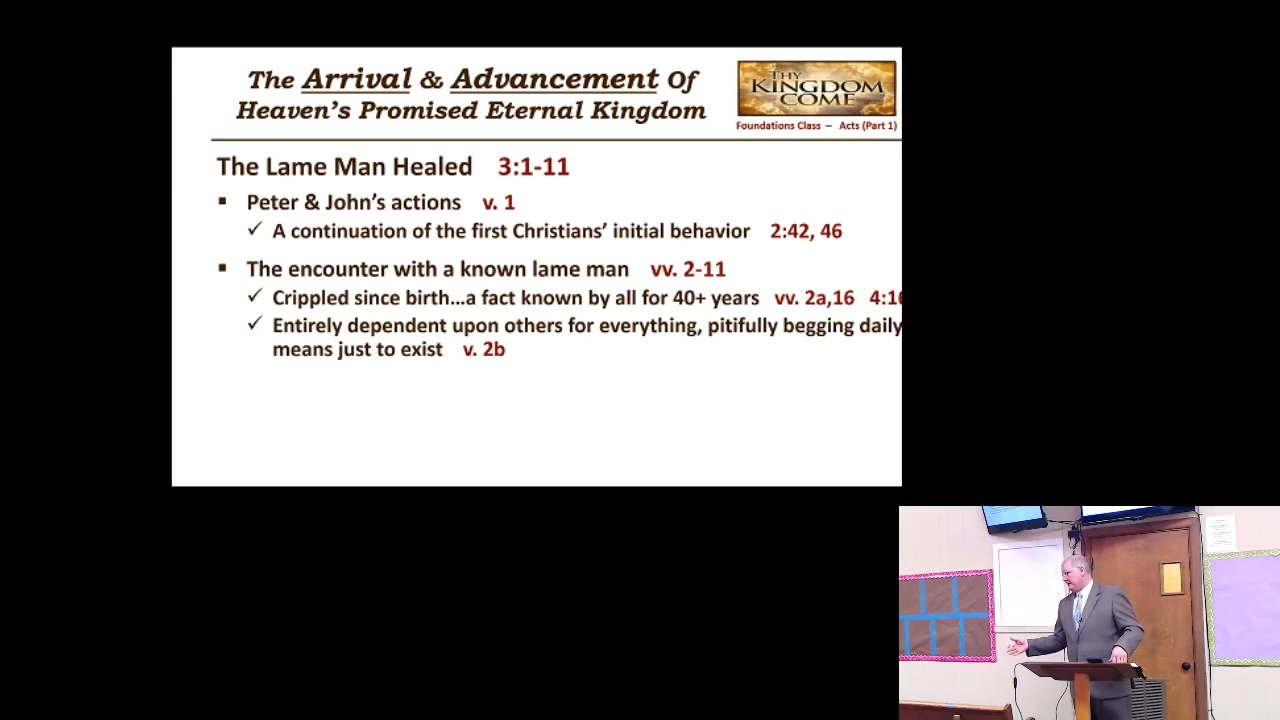 The Arrival & Advancement Of
Heaven's Promised Eternal Kingdom
THY
KINGDOM
COME
Foundations Class – Acts (Part 1)
The Lame Man Healed 3:1-11
▪ Peter & John's actions v. 1
✓ A continuation of the first Christians' initial behavior 2:42, 46
▪ The encounter with a known lame man vv. 2-11
✓ Crippled since birth…a fact known by all for 40+ years vv. 2a,16 4:16
✓ Entirely dependent upon others for everything, pitifully begging daily
means just to exist v. 2b